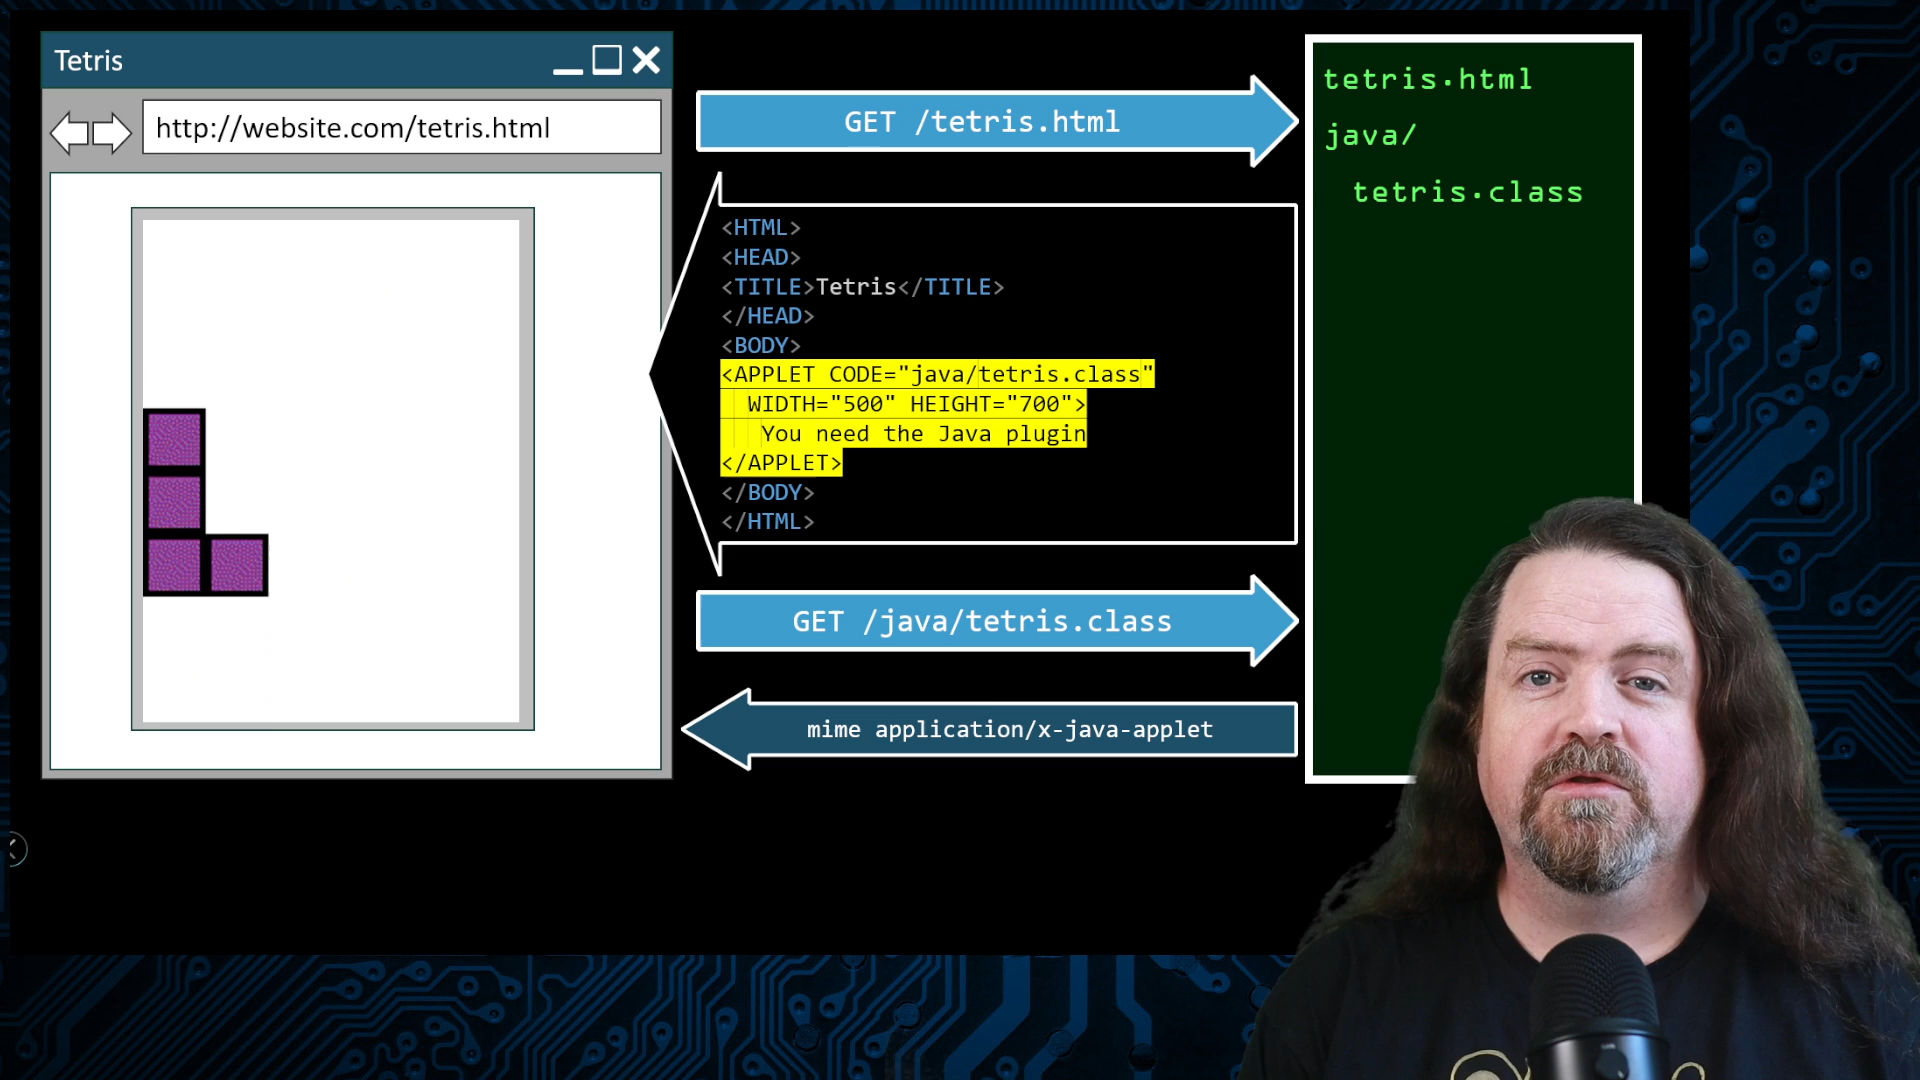 Tetris
http://website.com/tetris.html
GET /tetris.html
<HTML>
<HEAD>
<TITLE>Tetris</TITLE>
</HEAD>
<BODY>
<APPLET CODE="java/tetris.class"
WIDTH="500" HEIGHT="700">
You need the Java plugin
</APPLET>
</BODY>
</HTML>
GET /java/tetris.class
mime application/x-java-applet
tetris.html
java/
tetris.class